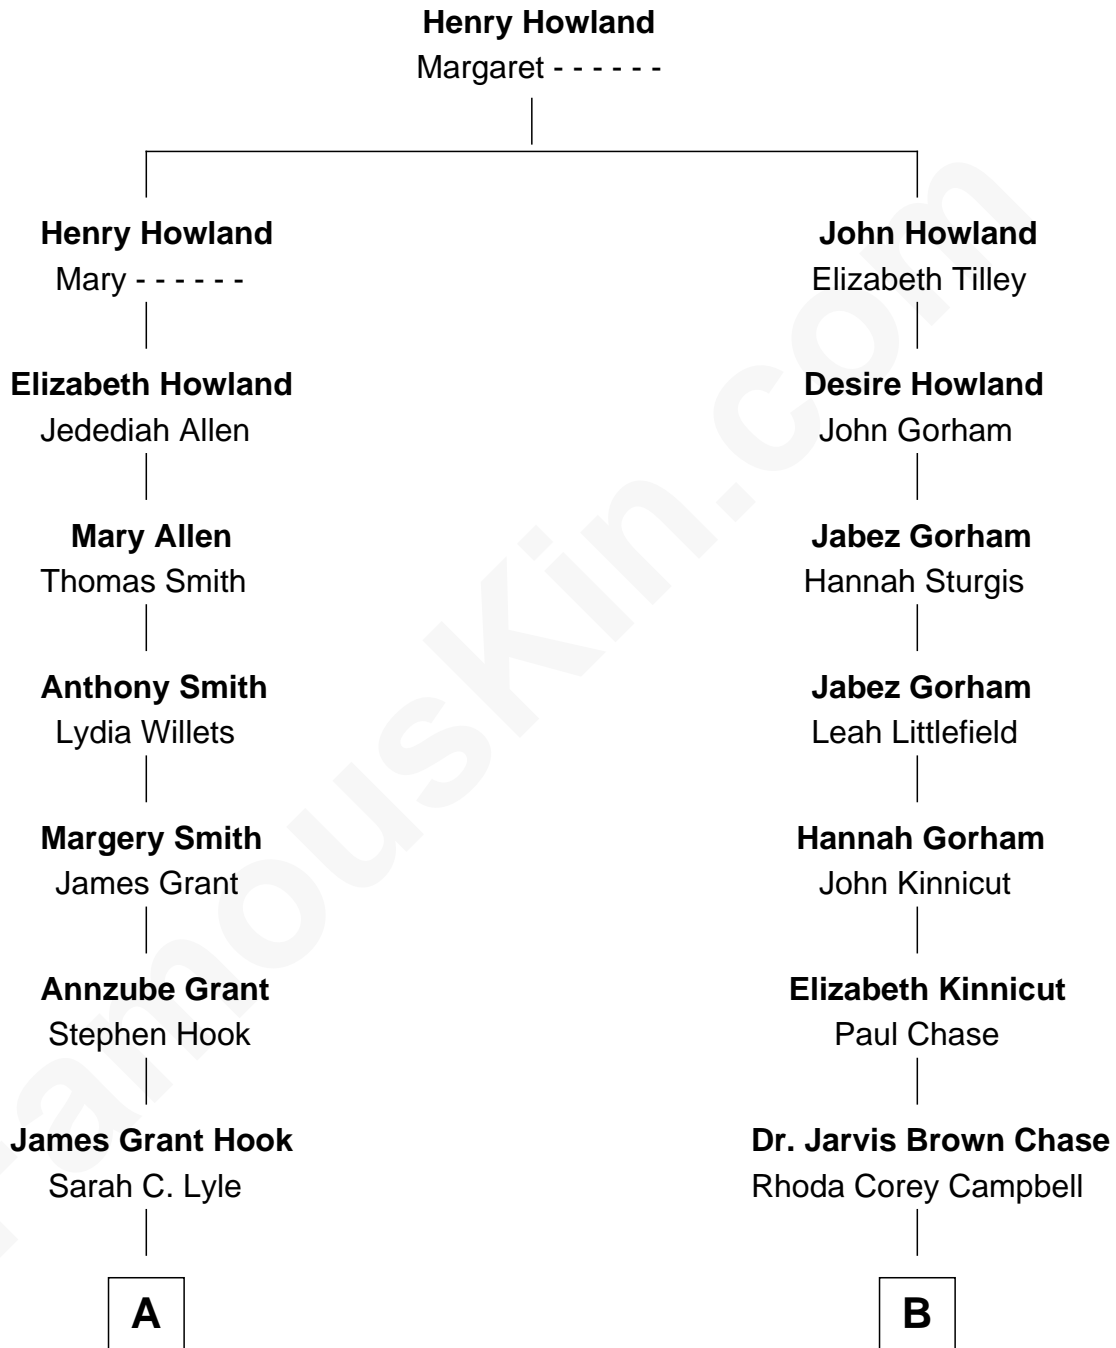 Henry Howland
Margaret - - - - - -
Henry Howland
Mary - - - - - -
John Howland
Elizabeth Tilley
Elizabeth Howland
Jedediah Allen
Desire Howland
John Gorham
Mary Allen
Thomas Smith
Jabez Gorham
Hannah Sturgis
Anthony Smith
Lydia Willets
Jabez Gorham
Leah Littlefield
Margery Smith
James Grant
Hannah Gorham
John Kinnicut
Annzube Grant
Stephen Hook
Elizabeth Kinnicut
Paul Chase
James Grant Hook
Sarah C. Lyle
Dr. Jarvis Brown Chase
Rhoda Corey Campbell
A
B
FamousKin.com